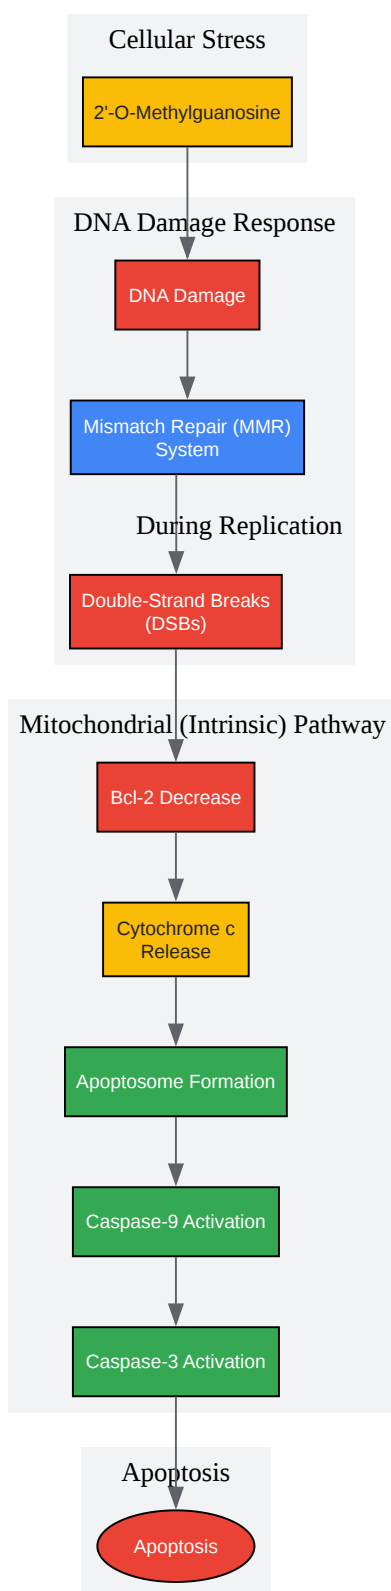 Cellular Stress
2'-O-Methylguanosine
DNA Damage Response
DNA Damage
Mismatch Repair (MMR)
System
During Replication
Double-Strand Breaks
(DSBs)
Mitochondrial (Intrinsic) Pathway
Bcl-2 Decrease
Cytochrome c
Release
Apoptosome Formation
Caspase-9 Activation
Caspase-3 Activation
Apoptosis
Apoptosis